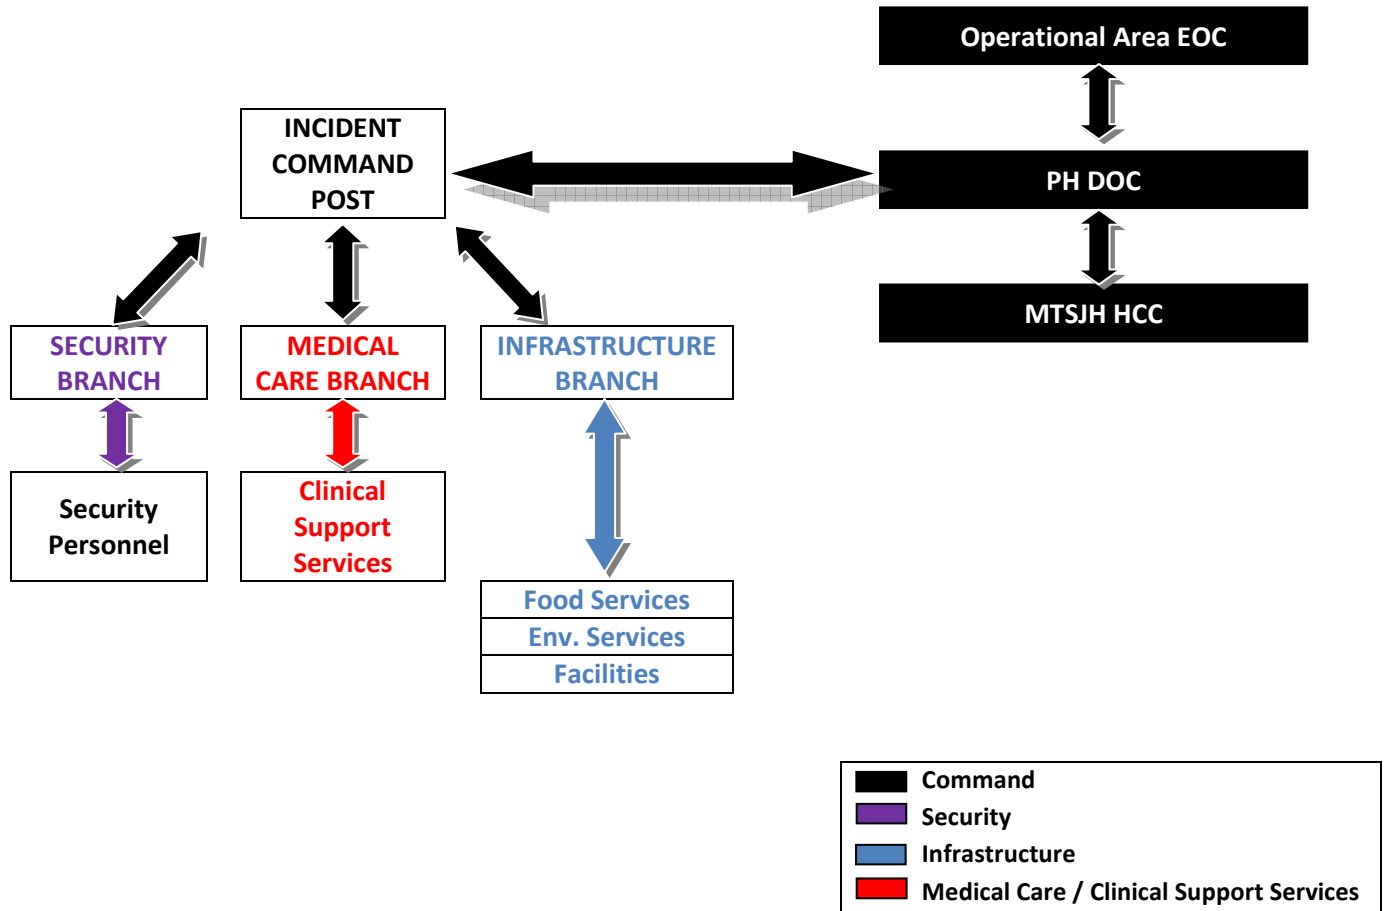 Operational Area EOC
INCIDENT
COMMAND
POST
PH DOC
MTSJH HCC
SECURITY
BRANCH
MEDICAL
CARE BRANCH
INFRASTRUCTURE
BRANCH
Security
Personnel
Clinical
Support
Services
Food Services
Env. Services
Facilities
Command
Security
Infrastructure
Medical Care / Clinical Support Services